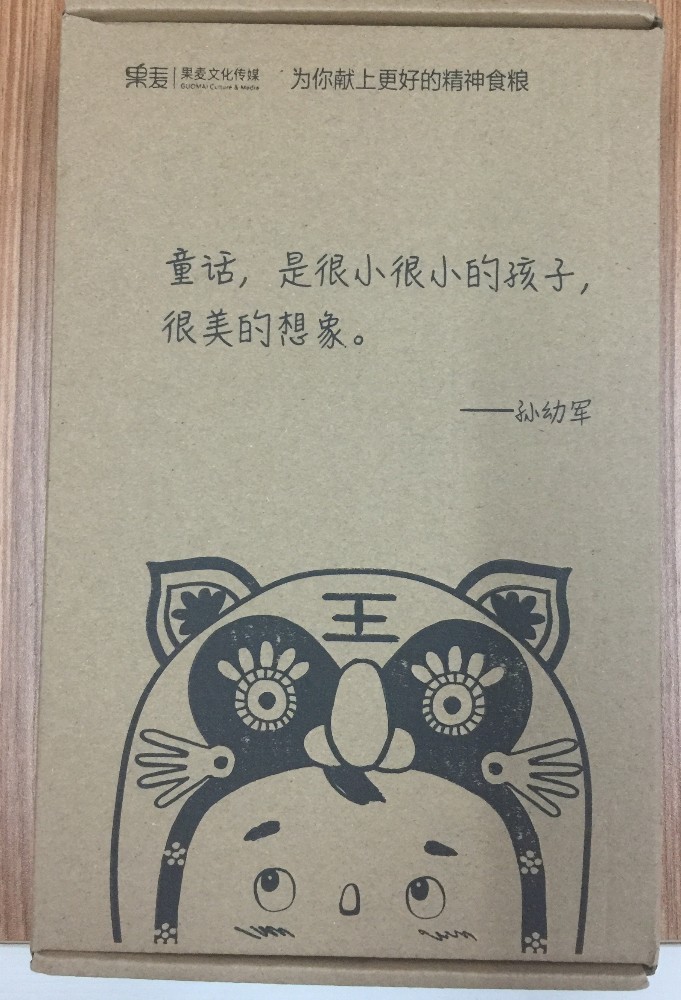 果麦 果麦文化传媒 为你献上更好的精神食粮
GUOMAI Culture & Media
童话，是很小很小的孩子，
很美的想象。
——孙幼军
王